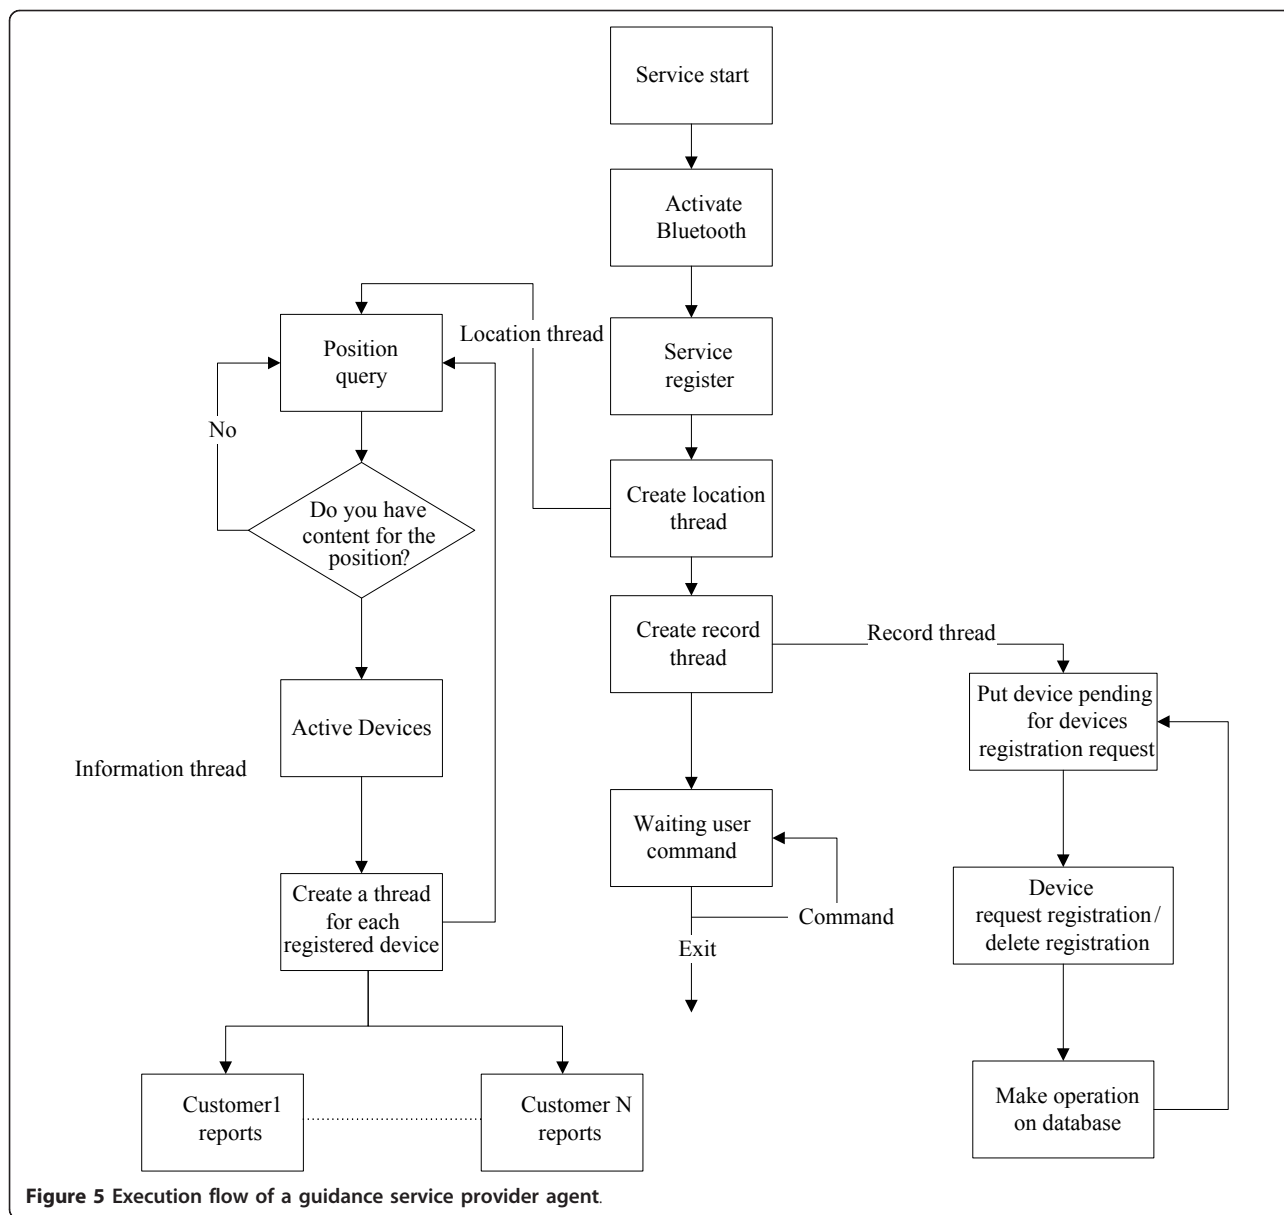 Service start
Activate
Bluetooth
Location thread
Position
query
Service
register
No
Create location
thread
Do you have
content for the
position?
Create record
thread
Record thread
Put device pending
for devices
registration request
Active Devices
Information thread
Waiting user
command
Create a thread
for each
registered device
Command
Exit
Device
request registration/
delete registration
Customer1
reports
Customer N
reports
Make operation
on database
Figure 5 Execution flow of a guidance service provider agent.